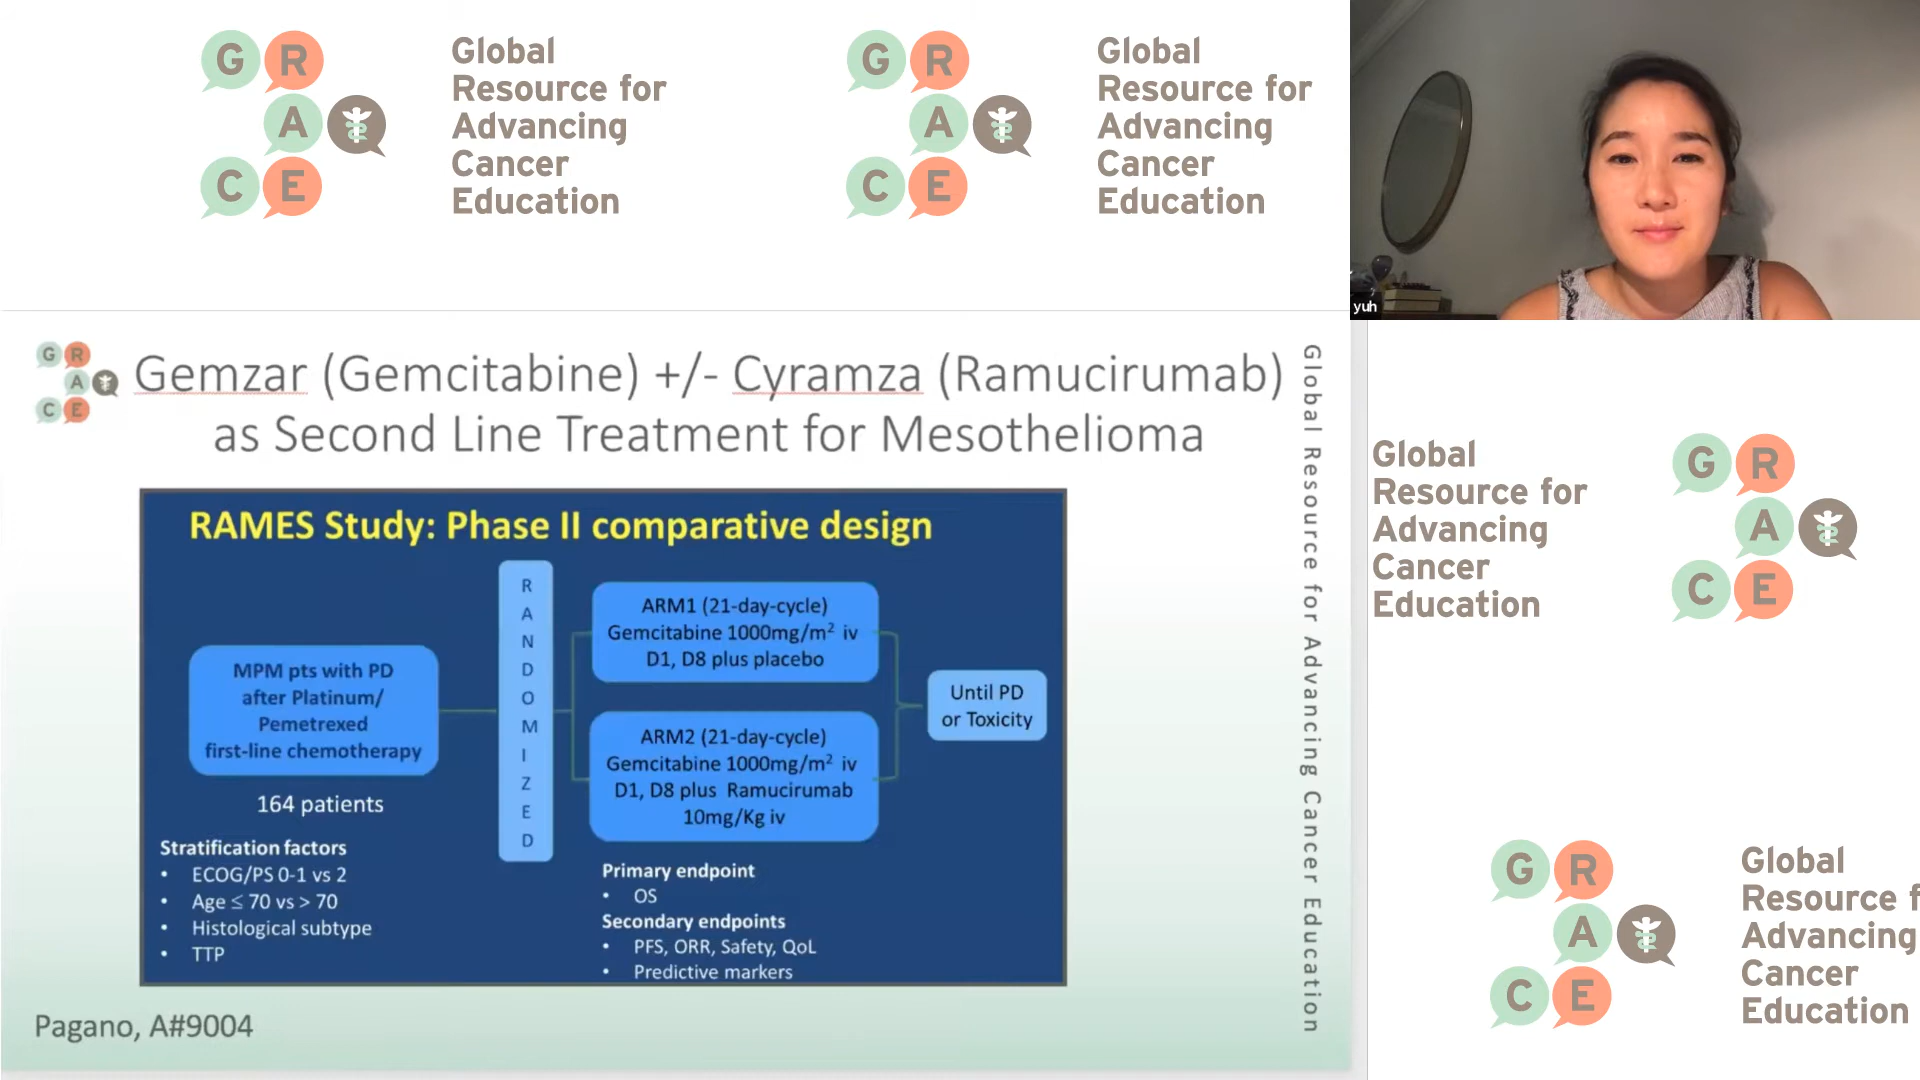 G R
A
C E
Global
Resource for
Advancing
Cancer
Education
G R
A
C E
Global
Resource for
Advancing
Cancer
Education
yuh
G R
A
C E
Gemzar (Gemcitabine) +/- Cyramza (Ramucirumab)
as Second Line Treatment for Mesothelioma
Global Resource for Advancing Cancer Education
RAMES Study: Phase II comparative design
MPM pts with PD
after Platinum/
Pemetrexed
first-line chemotherapy
164 patients
Stratification factors
• ECOG/PS 0-1 vs 2
• Age ≤ 70 vs > 70
• Histological subtype
• TTP
RANDOMIZED
ARM1 (21-day-cycle)
Gemcitabine 1000mg/m² iv
D1, D8 plus placebo
ARM2 (21-day-cycle)
Gemcitabine 1000mg/m² iv
D1, D8 plus Ramucirumab
10mg/Kg iv
Until PD
or Toxicity
Primary endpoint
• OS
Secondary endpoints
• PFS, ORR, Safety, QoL
• Predictive markers
Pagano, A#9004
Global
Resource for
Advancing
Cancer
Education
G R
A
C E
G R
A
C E
Global
Resource f
Advancing
Cancer
Education